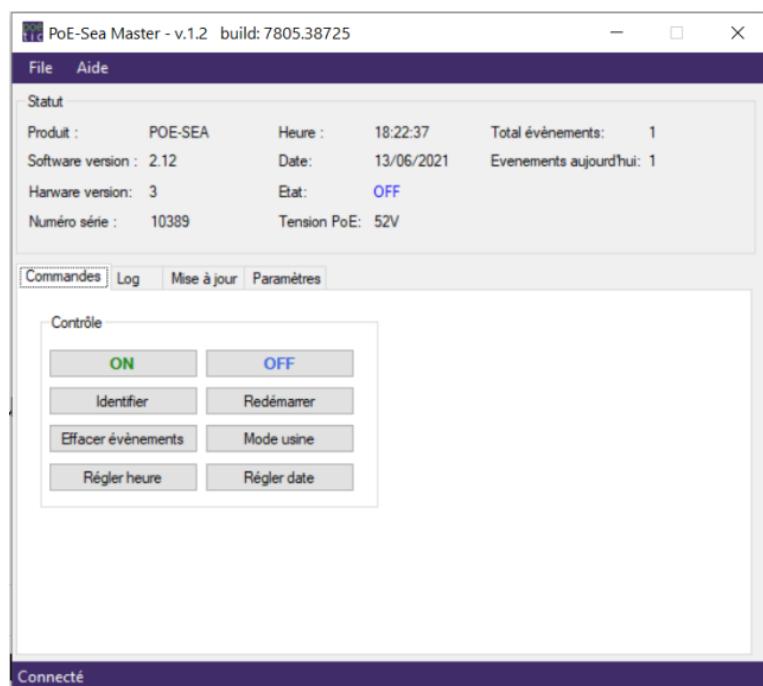 poe tic PoE-Sea Master - v.1.2 build: 7805.38725
File Aide
Statut
Produit : POE-SEA Heure : 18:22:37 Total évènements: 1
Software version : 2.12 Date: 13/06/2021 Evenements aujourd'hui: 1
Harware version: 3 Etat: OFF
Numéro série : 10389 Tension PoE: 52V
Commandes Log Mise à jour Paramètres
Contrôle
ON OFF
Identifier Redémarrer
Effacer évènements Mode usine
Régler heure Régler date
Connecté